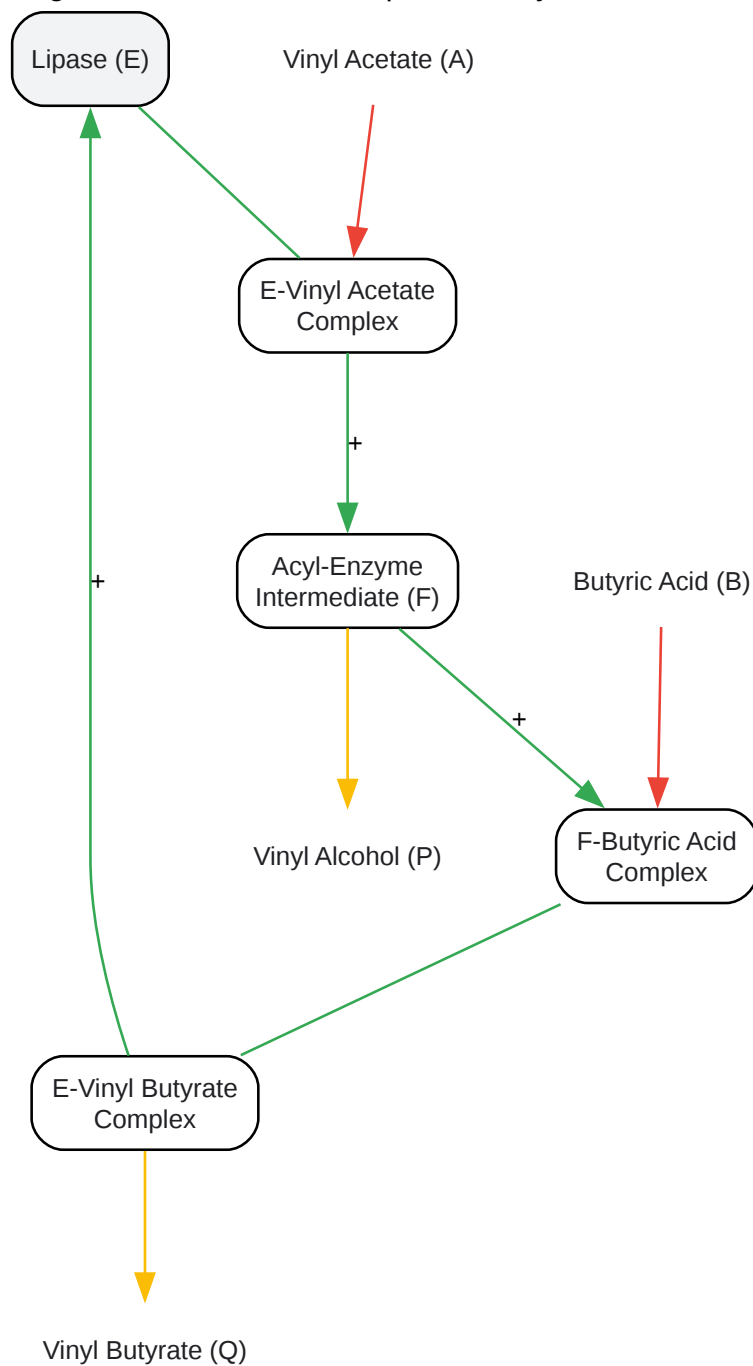 Lipase (E)
Vinyl Acetate (A)
E-Vinyl Acetate
Complex
+
Acyl-Enzyme
Intermediate (F)
Butyric Acid (B)
+
+
Vinyl Alcohol (P)
F-Butyric Acid
Complex
E-Vinyl Butyrate
Complex
Vinyl Butyrate (Q)